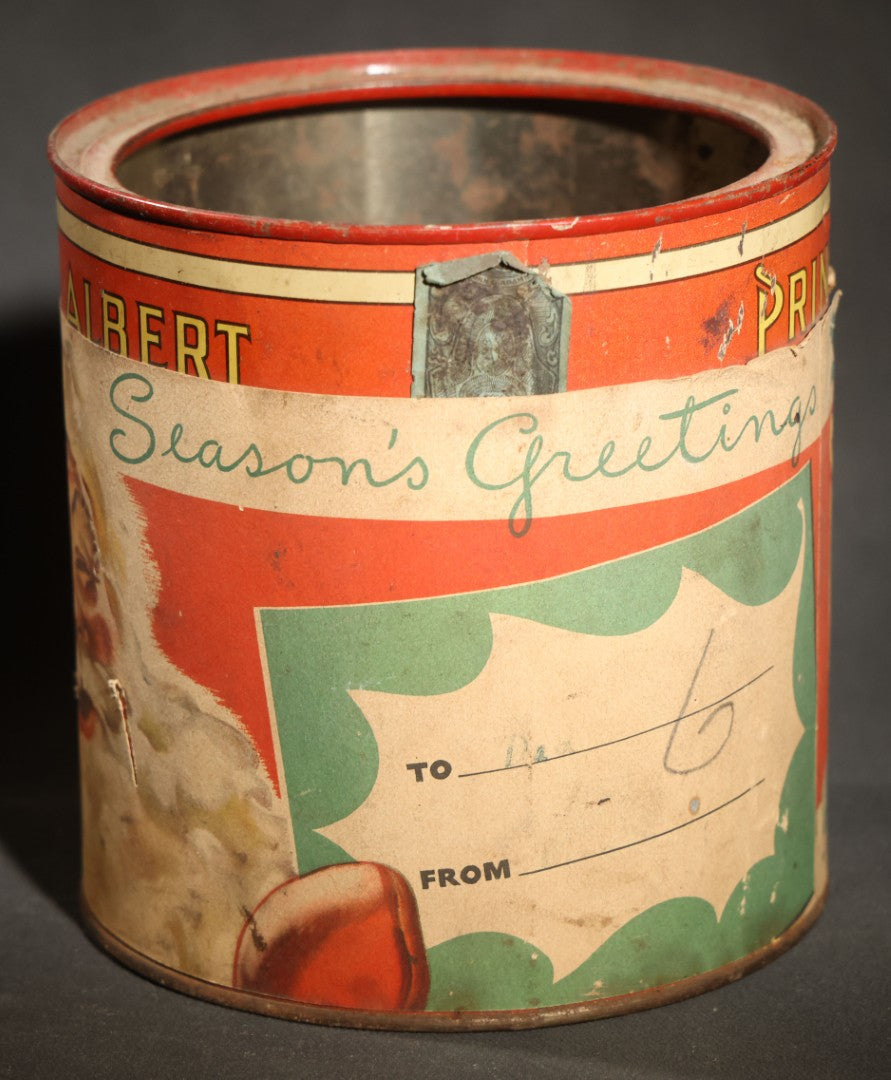 ALBERT
PRIN
Season's Greetings
6
TO
FROM